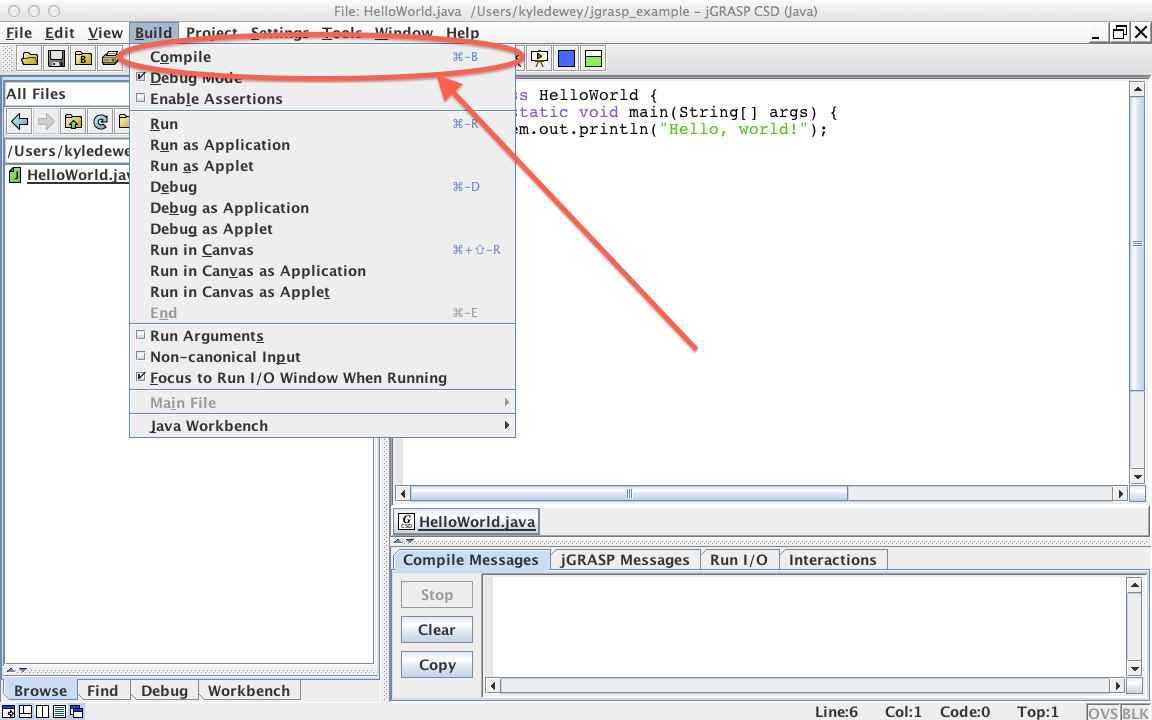 File: HelloWorld.java /Users/kyledewey/jgrasp_example – jGRASP CSD (Java)
File Edit View Build Project Settings Tools Window Help
Compile ⌘-B
Debug Mode
Enable Assertions
Run ⌘-R
Run as Application
Run as Applet
Debug ⌘-D
Debug as Application
Debug as Applet
Run in Canvas ⌘+⇧-R
Run in Canvas as Application
Run in Canvas as Applet
End ⌘-E
Run Arguments
Non-canonical Input
Focus to Run I/O Window When Running
Main File
Java Workbench
All Files
/Users/kyledewe
HelloWorld.jav
ss HelloWorld {
static void main(String[] args) {
em.out.println("Hello, world!");
HelloWorld.java
Compile Messages jGRASP Messages Run I/O Interactions
Stop
Clear
Copy
Browse Find Debug Workbench
Line:6 Col:1 Code:0 Top:1 OVS BLK